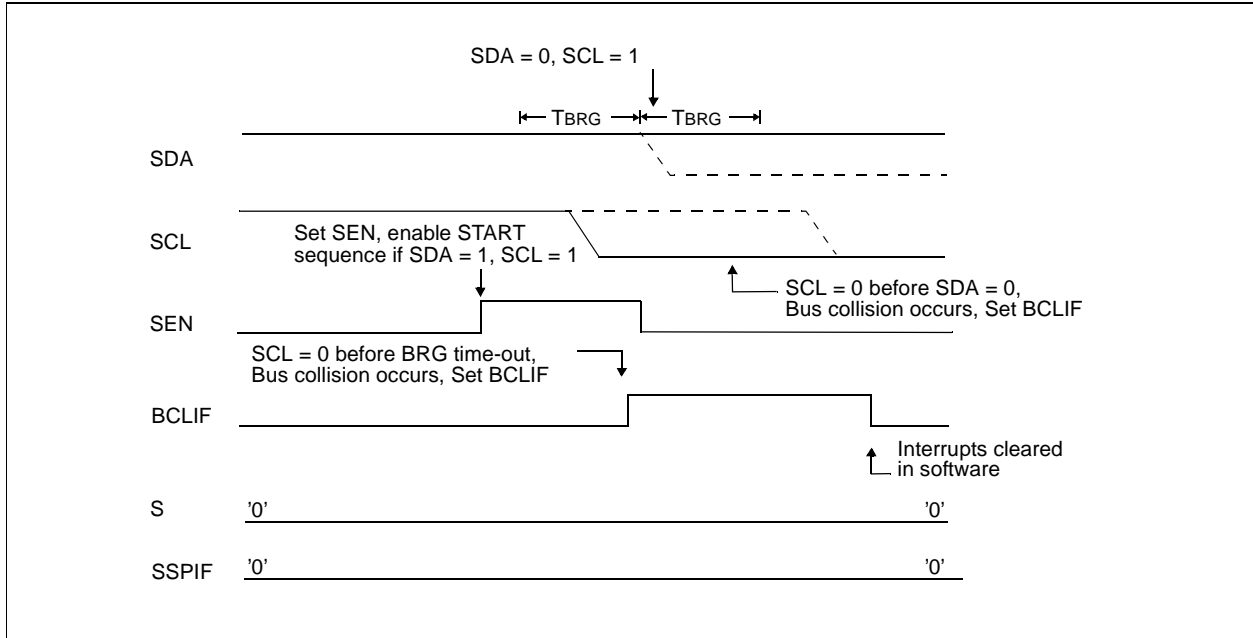 SDA = 0, SCL = 1
TBRG TBRG
SDA
SCL
Set SEN, enable START
sequence if SDA = 1, SCL = 1
SCL = 0 before SDA = 0,
Bus collision occurs, Set BCLIF
SEN
SCL = 0 before BRG time-out,
Bus collision occurs, Set BCLIF
BCLIF
Interrupts cleared
in software
S '0' '0'
SSPIF '0' '0'